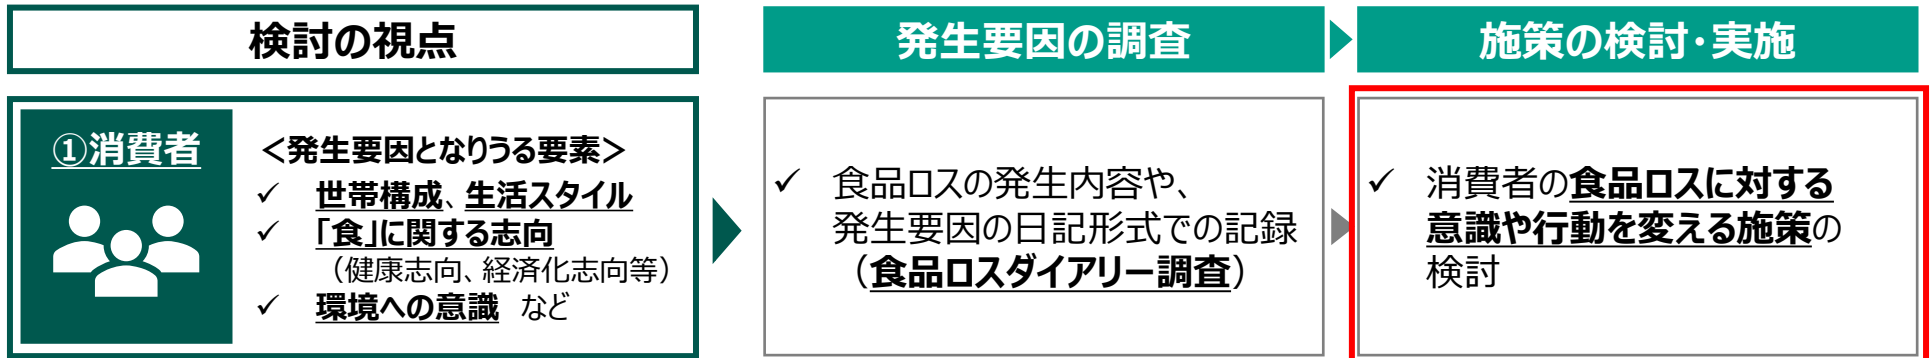 検討の視点
発生要因の調査
施策の検討・実施
①消費者
＜発生要因となりうる要素＞
✓ 世帯構成、生活スタイル
✓ 「食」に関する志向
（健康志向、経済化志向等）
✓ 環境への意識 など
✓ 食品ロスの発生内容や、
発生要因の日記形式での記録
（食品ロスダイアリー調査）
✓ 消費者の食品ロスに対する
意識や行動を変える施策の
検討